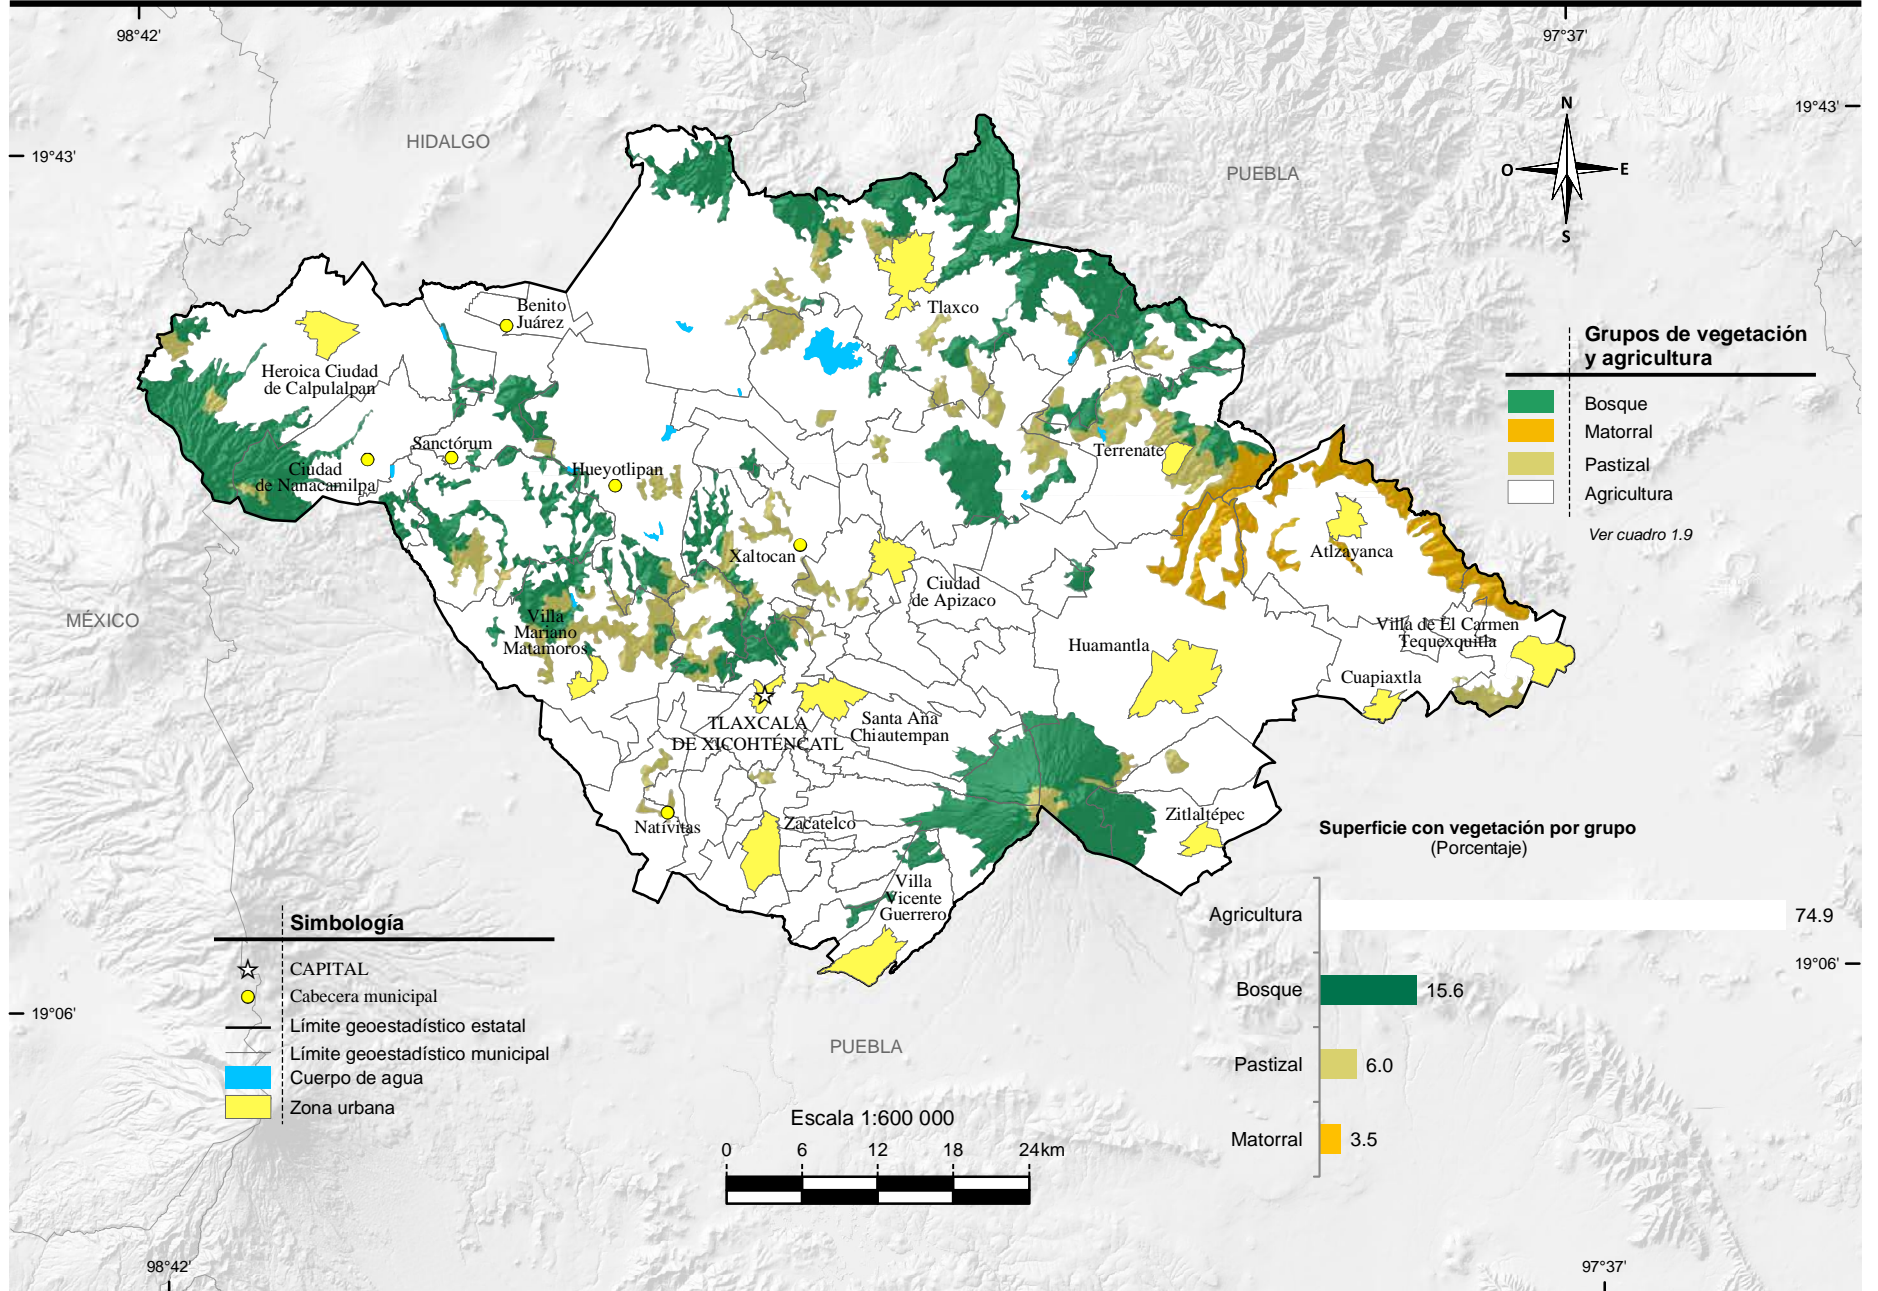 98°42'
97°37'
19°43'
19°43'
HIDALGO
PUEBLA
N
O
E
S
Benito
Juárez
Tlaxco
Heroica Ciudad
de Calpulalpan
Grupos de vegetación
y agricultura
Bosque
Matorral
Pastizal
Agricultura
Ver cuadro 1.9
Sanctórum
Terrenate
Ciudad
de Nanacamilpa
Hueyotlipan
Xaltocan
Atlzayanca
Ciudad
de Apizaco
MÉXICO
Villa
Mariano
Matamoros
Villa de El Carmen
Tequexquitla
Huamantla
Cuapiaxtla
TLAXCALA
DE XICOHTÉNCATL
Santa Ana
Chiautempan
Natívitas
Zacatelco
Zitlaltépec
Villa
Vicente
Guerrero
Superficie con vegetación por grupo
(Porcentaje)
Agricultura
74.9
Bosque
15.6
Pastizal
6.0
Matorral
3.5
19°06'
19°06'
Simbología
CAPITAL
Cabecera municipal
Límite geoestadístico estatal
Límite geoestadístico municipal
Cuerpo de agua
Zona urbana
PUEBLA
Escala 1:600 000
0 6 12 18 24km
98°42'
97°37'